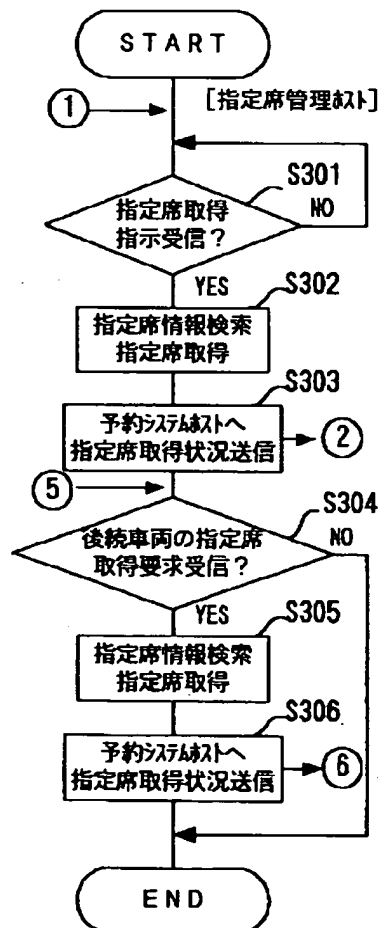 START
①
[指定席管理ホスト]
S301
指定席取得
指示受信？
NO
YES
S302
指定席情報検索
指定席取得
S303
予約システムホストへ
指定席取得状況送信
②
⑤
S304
後続車両の指定席
取得要求受信？
NO
YES
S305
指定席情報検索
指定席取得
S306
予約システムホストへ
指定席取得状況送信
⑥
END